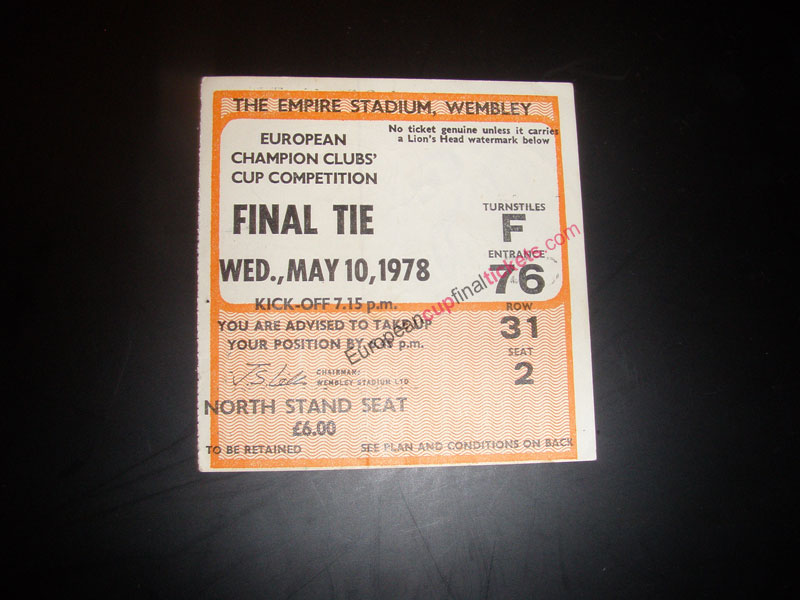 THE EMPIRE STADIUM, WEMBLEY
EUROPEAN
CHAMPION CLUBS'
CUP COMPETITION
No ticket genuine unless it carries
a Lion's Head watermark below
FINAL TIE
WED., MAY 10, 1978
KICK-OFF 7.15 p.m.
TURNSTILES
F
ENTRANCE
76
ROW
31
SEAT
2
YOU ARE ADVISED TO TAKE UP
YOUR POSITION BY p.m.
CHAIRMAN:
WEMBLEY STADIUM LTD
NORTH STAND SEAT
£6.00
TO BE RETAINED
SEE PLAN AND CONDITIONS ON BACK
Europeancupfinaltickets.com